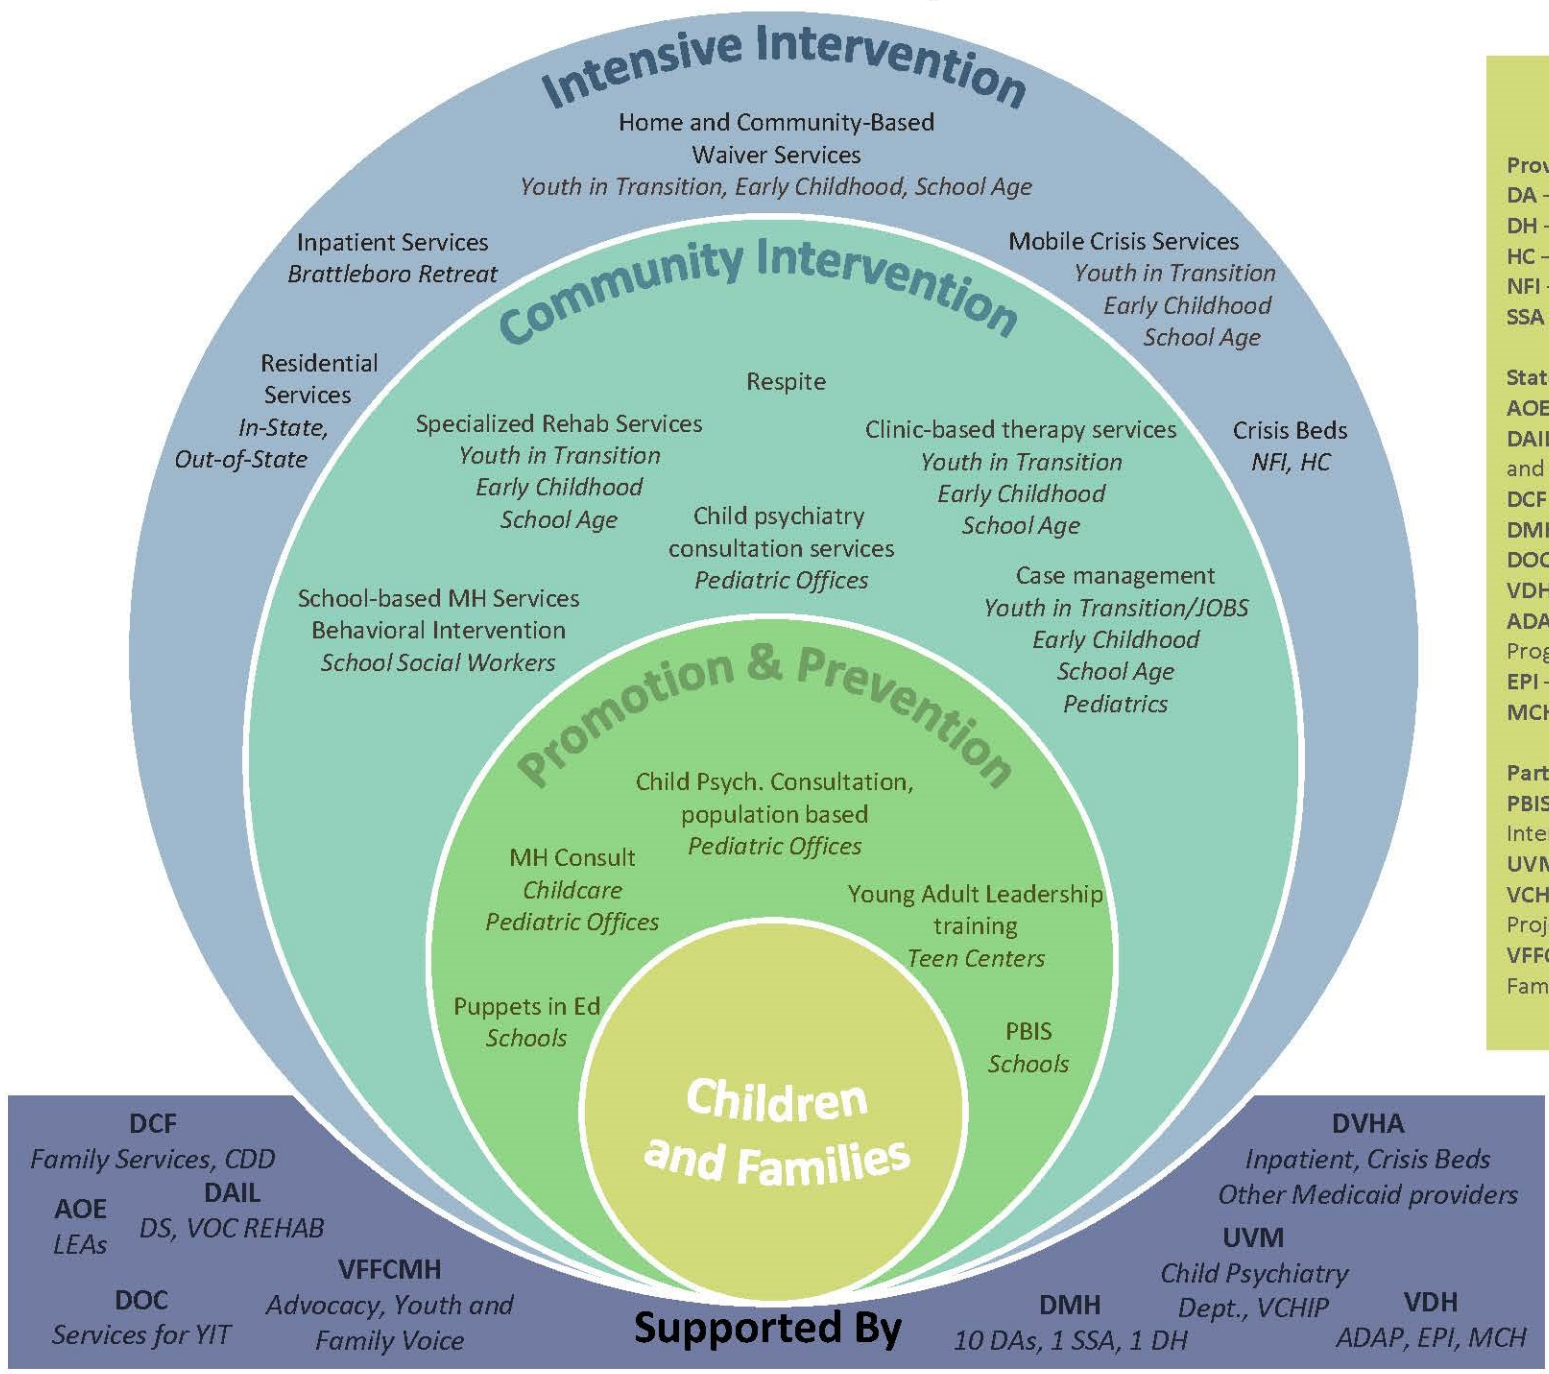 Intensive Intervention
Home and Community-Based
Waiver Services
Youth in Transition, Early Childhood, School Age
Inpatient Services
Brattleboro Retreat
Mobile Crisis Services
Youth in Transition
Early Childhood
School Age
Residential
Services
In-State,
Out-of-State
Crisis Beds
NFI, HC
Community Intervention
Respite
Specialized Rehab Services
Youth in Transition
Early Childhood
School Age
Clinic-based therapy services
Youth in Transition
Early Childhood
School Age
Child psychiatry
consultation services
Pediatric Offices
School-based MH Services
Behavioral Intervention
School Social Workers
Case management
Youth in Transition/JOBS
Early Childhood
School Age
Pediatrics
Promotion & Prevention
Child Psych. Consultation,
population based
Pediatric Offices
MH Consult
Childcare
Pediatric Offices
Young Adult Leadership
training
Teen Centers
Puppets in Ed
Schools
PBIS
Schools
Children
and Families
DCF
Family Services, CDD
DAIL
DS, VOC REHAB
AOE
LEAs
VFFCMH
Advocacy, Youth and
Family Voice
DOC
Services for YIT
Supported By
DVHA
Inpatient, Crisis Beds
Other Medicaid providers
UVM
Child Psychiatry
Dept., VCHIP
DMH
10 DAs, 1 SSA, 1 DH
VDH
ADAP, EPI, MCH
DA -
DH -
HC -
NFI -
SSA
AOE
and
DCF
DOC
VDH
EPI -
PBIS